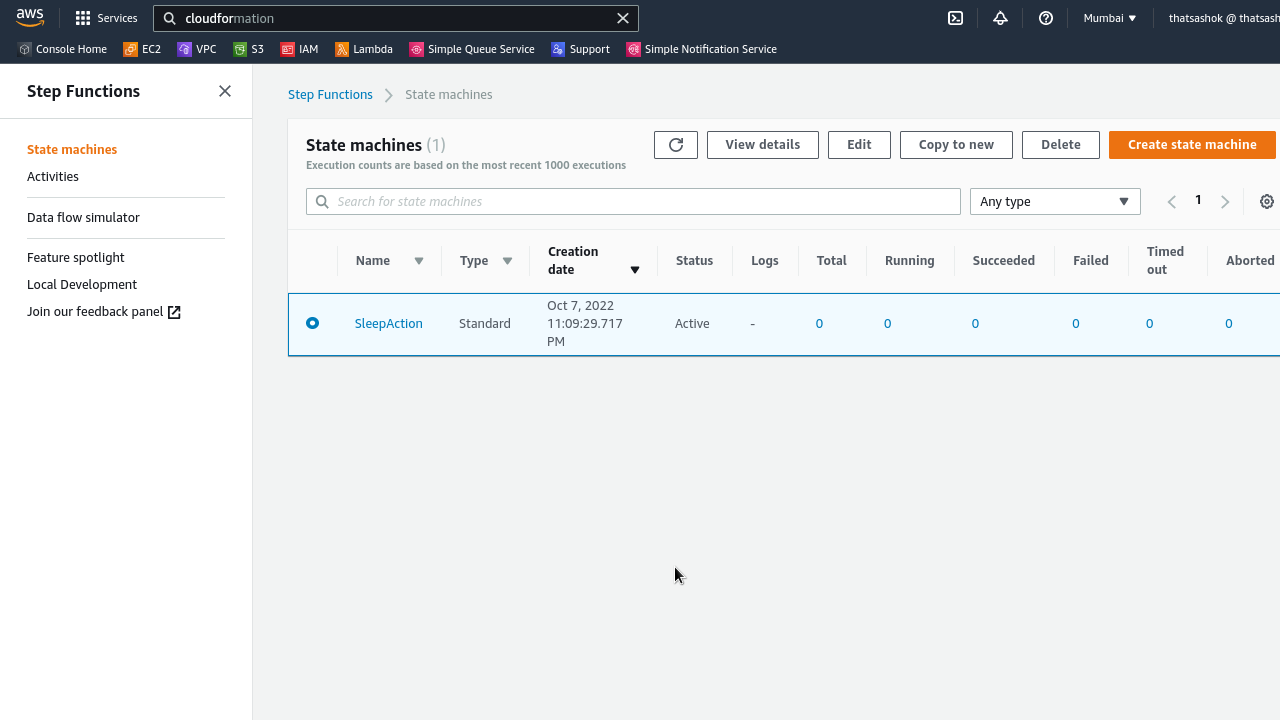 aws
Services
cloudformation
Mumbai
thatsashok @ thatsash
Console Home
EC2
VPC
S3
IAM
Lambda
Simple Queue Service
Support
Simple Notification Service
Step Functions
State machines
Activities
Data flow simulator
Feature spotlight
Local Development
Join our feedback panel
Step Functions
State machines
State machines (1)
Execution counts are based on the most recent 1000 executions
View details
Edit
Copy to new
Delete
Create state machine
Search for state machines
Any type
1
Name
Type
Creation
date
Status
Logs
Total
Running
Succeeded
Failed
Timed
out
Aborted
SleepAction
Standard
Oct 7, 2022
11:09:29.717
PM
Active
-
0
0
0
0
0
0